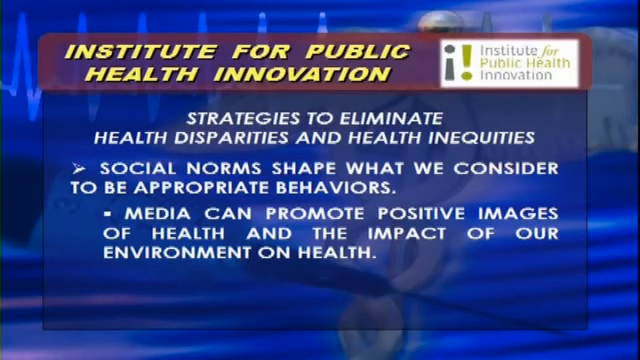 INSTITUTE FOR PUBLIC
HEALTH INNOVATION
i! Institute for
Public Health
Innovation
STRATEGIES TO ELIMINATE
HEALTH DISPARITIES AND HEALTH INEQUITIES
➢ SOCIAL NORMS SHAPE WHAT WE CONSIDER
TO BE APPROPRIATE BEHAVIORS.
▪ MEDIA CAN PROMOTE POSITIVE IMAGES
OF HEALTH AND THE IMPACT OF OUR
ENVIRONMENT ON HEALTH.